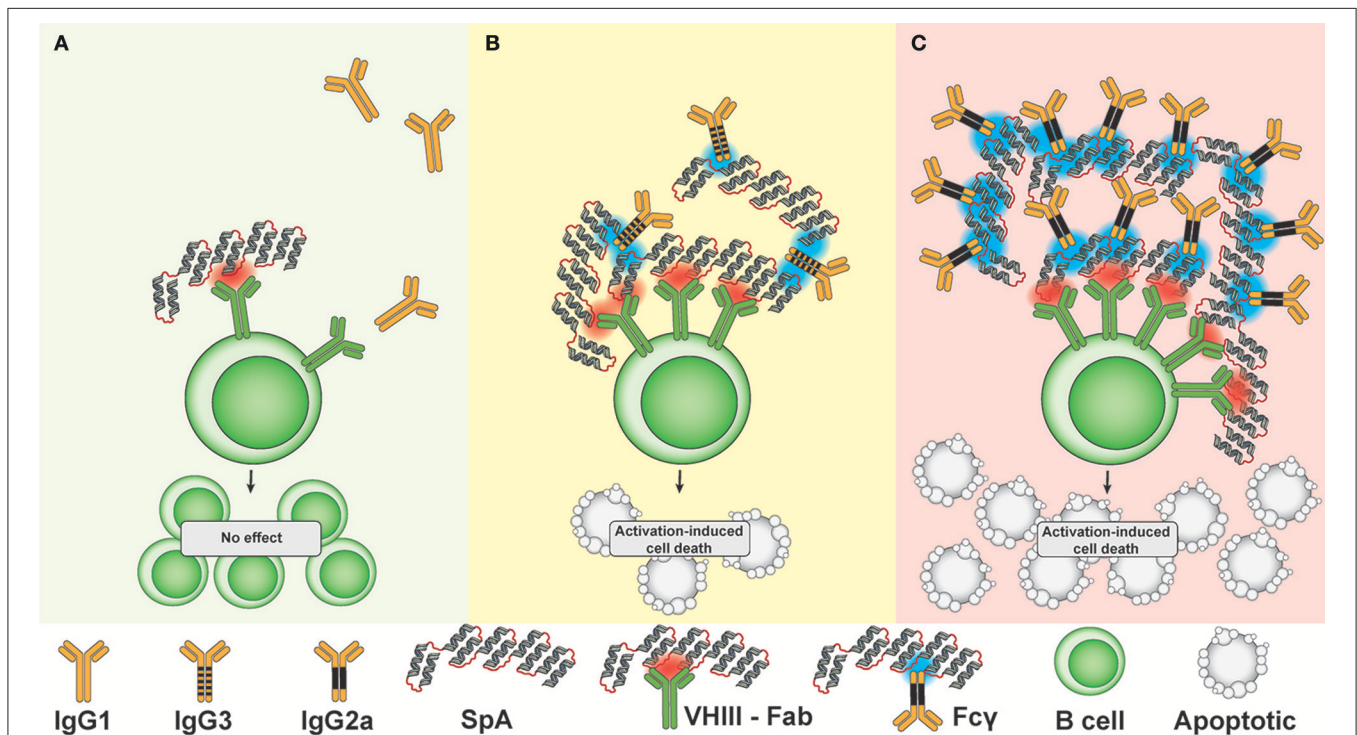 A
B
C
No effect
Activation-induced
cell death
Activation-induced
cell death
IgG1
IgG3
IgG2a
SpA
VHIII - Fab
Fcγ
B cell
Apoptotic